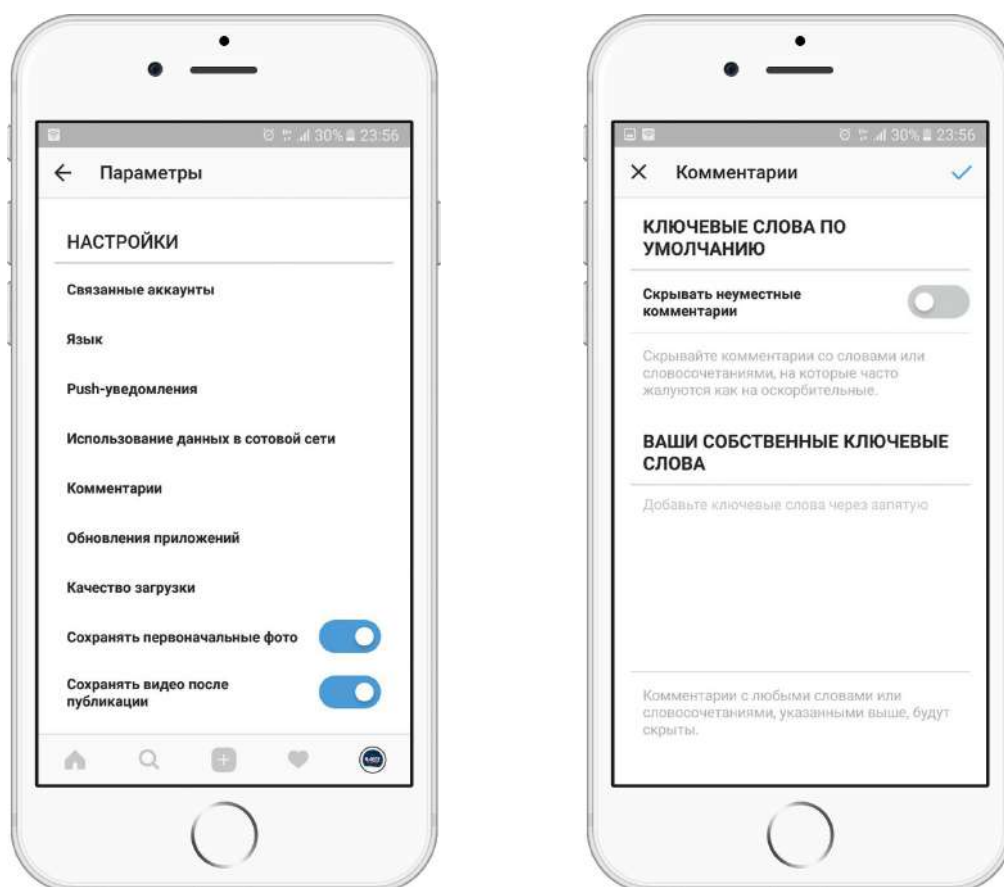 30% 23:56
Параметры
НАСТРОЙКИ
Связанные аккаунты
Язык
Push-уведомления
Использование данных в сотовой сети
Комментарии
Обновления приложений
Качество загрузки
Сохранять первоначальные фото
Сохранять видео после
публикации
30% 23:56
Комментарии
КЛЮЧЕВЫЕ СЛОВА ПО
УМОЛЧАНИЮ
Скрывать неуместные
комментарии
Скрывайте комментарии со словами или
словосочетаниями, на которые часто
жалуются как на оскорбительные.
ВАШИ СОБСТВЕННЫЕ КЛЮЧЕВЫЕ
СЛОВА
Добавьте ключевые слова через запятую
Комментарии с любыми словами или
словосочетаниями, указанными выше, будут
скрыты.